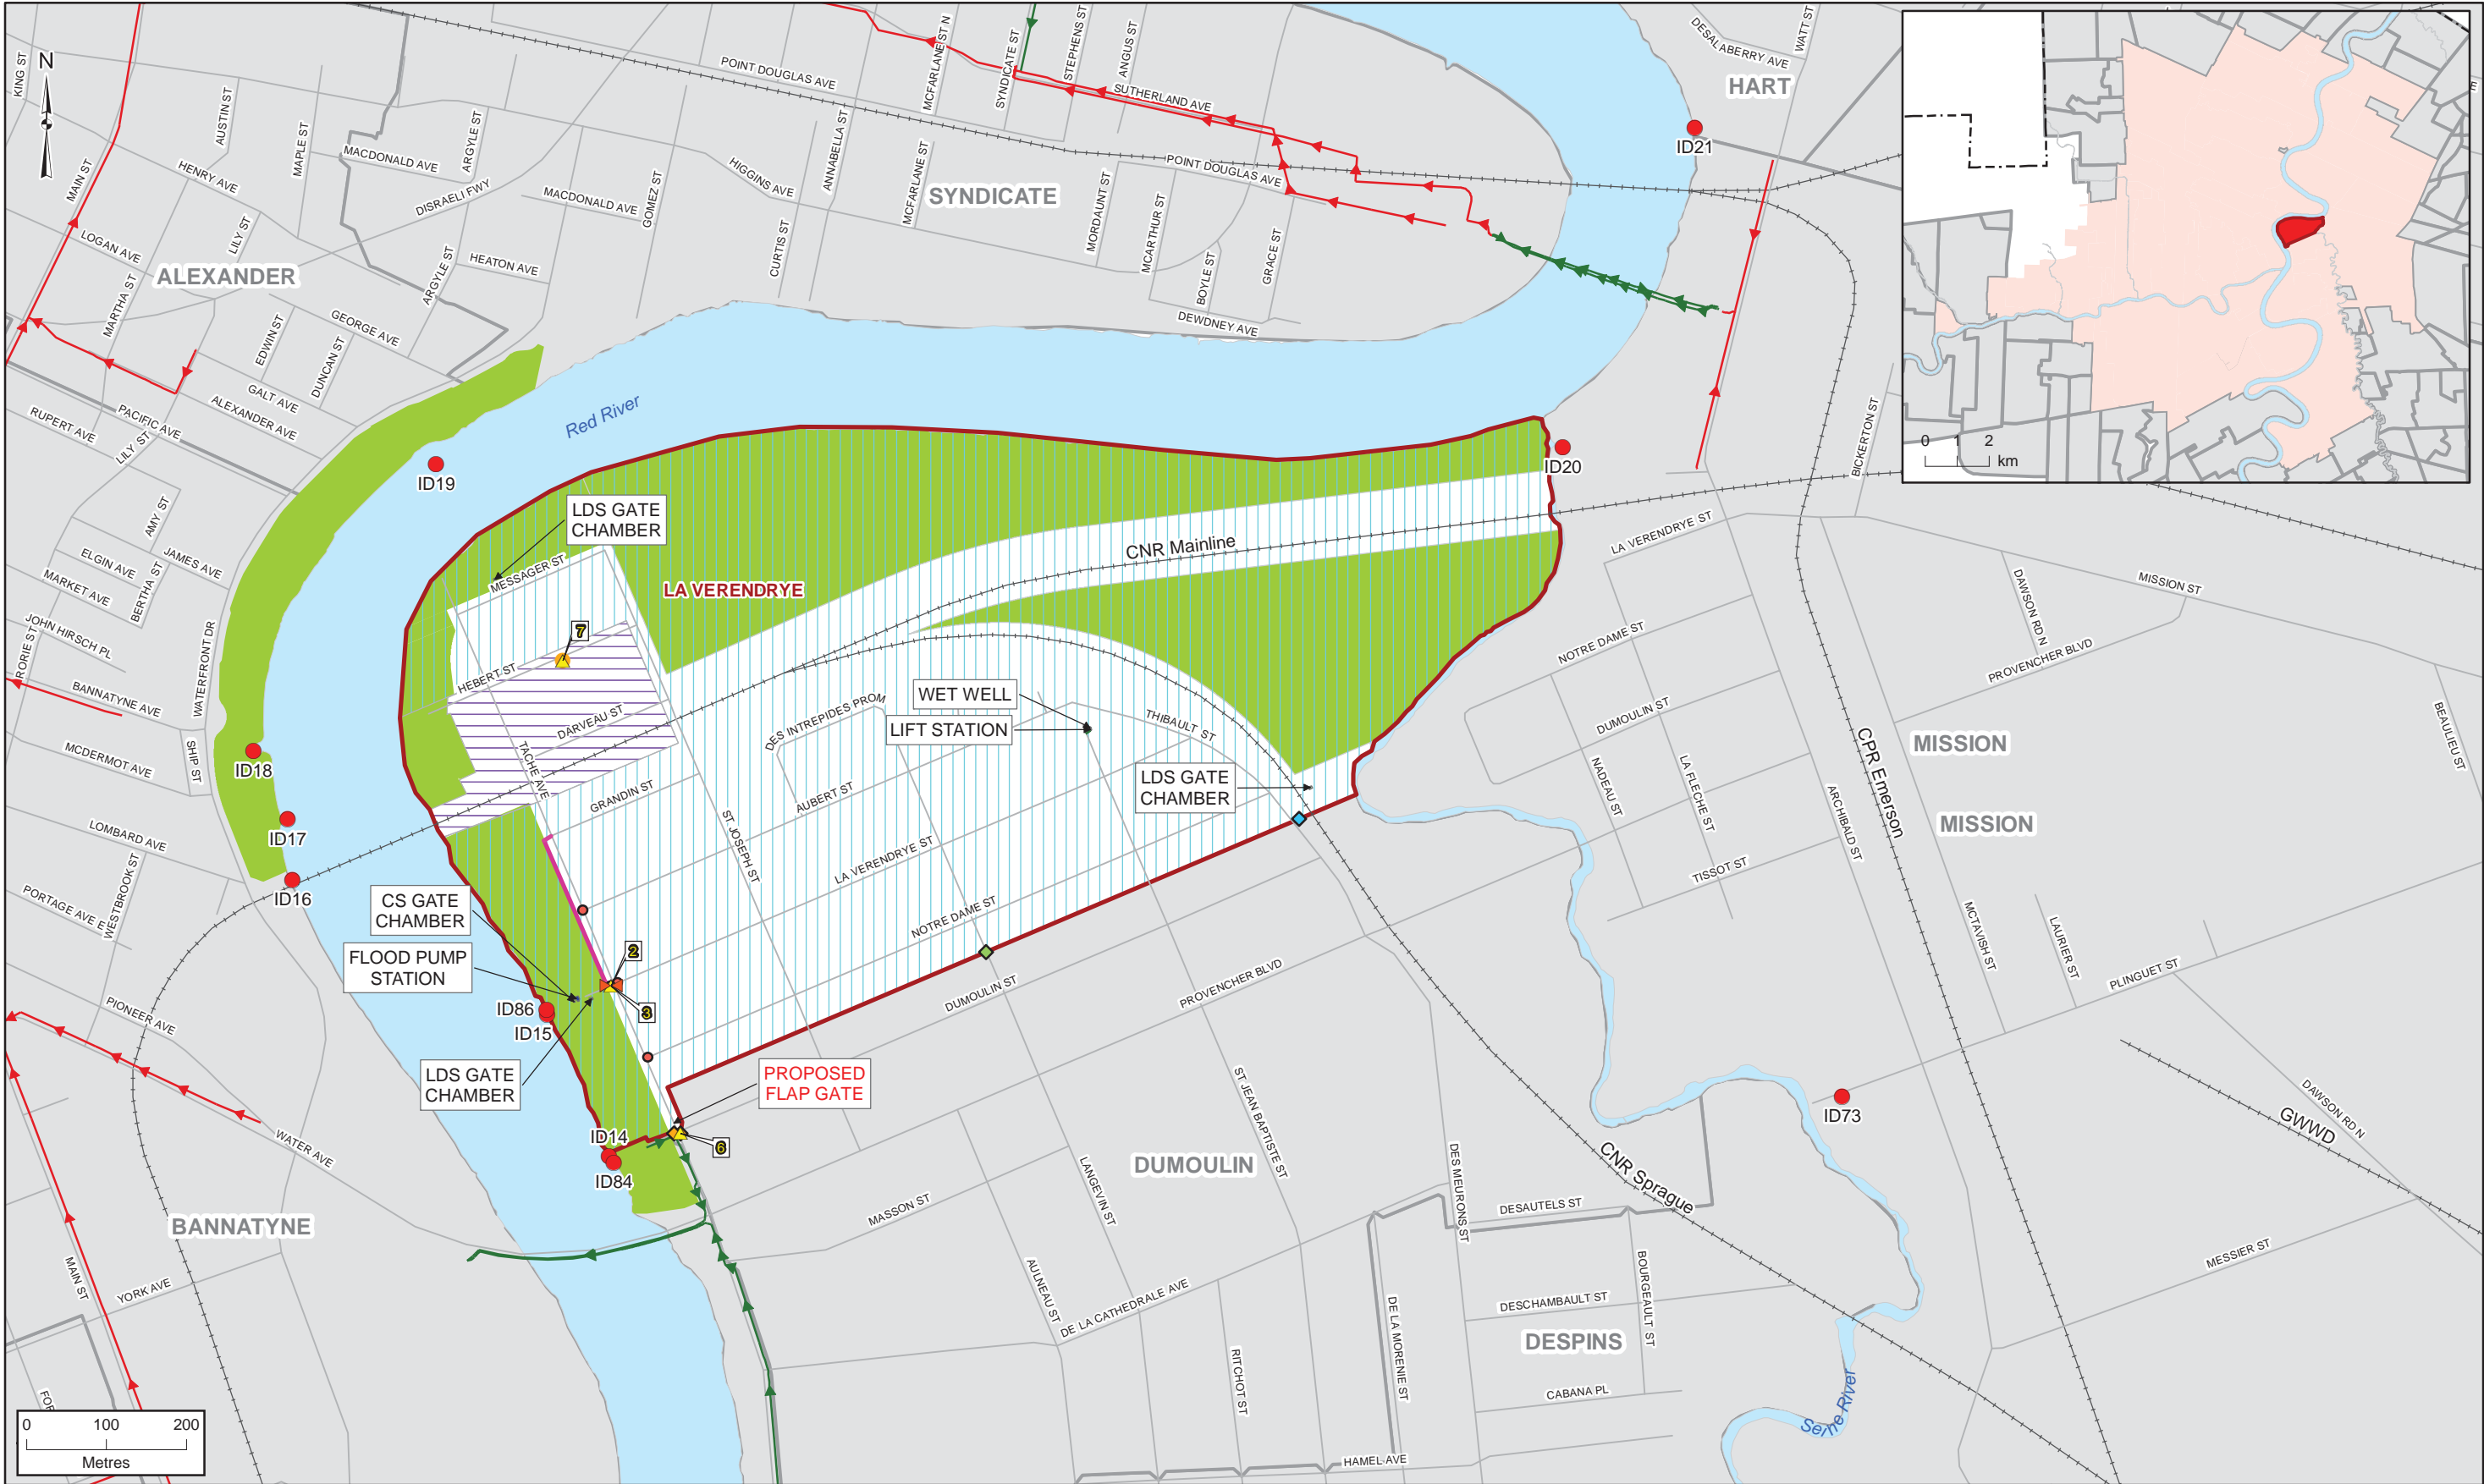 KING ST
N
MAIN ST
AUSTIN ST
MAPLE ST
HENRY AVE
MACDONALD AVE
ARGYLE ST
DISRAELI FWY
MACDONALD AVE
GOMEZ ST
POINT DOUGLAS AVE
MCFARLANE ST N
SYNDICATE ST
STEPHENS ST
ANGUS ST
SUTHERLAND AVE
ANNABELLA ST
HIGGINS AVE
MCFARLANE ST
SYNDICATE
POINT DOUGLAS AVE
MORDAUNT ST
MCARTHUR ST
CURTIS ST
BOYLE ST
GRACE ST
DEWDNEY AVE
DESALABERRY AVE
WATT ST
HART
ID21
LOGAN AVE
LILY ST
ALEXANDER
MARTHA ST
ARGYLE ST
HEATON AVE
EDWIN ST
GEORGE AVE
DUNCAN ST
GALT AVE
ALEXANDER AVE
PACIFIC AVE
RUPERT AVE
LILY ST
Red River
ID19
ID20
BICKERTON ST
0 1 2
km
AMY ST
ELGIN AVE
JAMES AVE
MARKET AVE
BERTHA ST
JOHN HIRSCH PL
RORIE ST
BANNATYNE AVE
WATERFRONT DR
MCDERMOT AVE
SHIP ST
ID18
ID17
LOMBARD AVE
ID16
WESTBROOK ST
PORTAGE AVE E
LDS GATE
CHAMBER
MESSAGER ST
LA VERENDRYE
CNR Mainline
7
HEBERT ST
DARVEAU ST
TACHE AVE
GRANDIN ST
DES INTREPIDES PROM
WET WELL
LIFT STATION
THIBAULT ST
LDS GATE
CHAMBER
AUBERT ST
ST JOSEPH ST
LA VERENDRYE ST
NOTRE DAME ST
LA VERENDRYE ST
NOTRE DAME ST
DUMOULIN ST
NADEAU ST
LA FLECHE ST
TISSOT ST
DAWSON RD N
MISSION ST
PROVENCHER BLVD
BEAULIEU ST
CPR Emerson
MISSION
MISSION
ARCHIBALD ST
MCTAVISH ST
LAURIER ST
PLINGUET ST
CS GATE
CHAMBER
FLOOD PUMP
STATION
2
3
ID86
ID15
LDS GATE
CHAMBER
PROPOSED
FLAP GATE
DUMOULIN ST
PROVENCHER BLVD
PIONEER AVE
WATER AVE
ID14
6
ID84
ST JEAN BAPTISTE ST
DUMOULIN
LANGEVIN ST
MASSON ST
DES MEURONS ST
CNR Sprague
DESAUTELS ST
ID73
DAWSON RD N
GWWD
MESSIER ST
BANNATYNE
MAIN ST
YORK AVE
AULNEAU ST
DE LA CATHEDRALE AVE
RITCHOT ST
DE LA MORENIE ST
DESCHAMBAULT ST
BOURGEAULT ST
DESPINS
CABANA PL
Seine River
HAMEL AVE
FOR
0 100 200
Metres